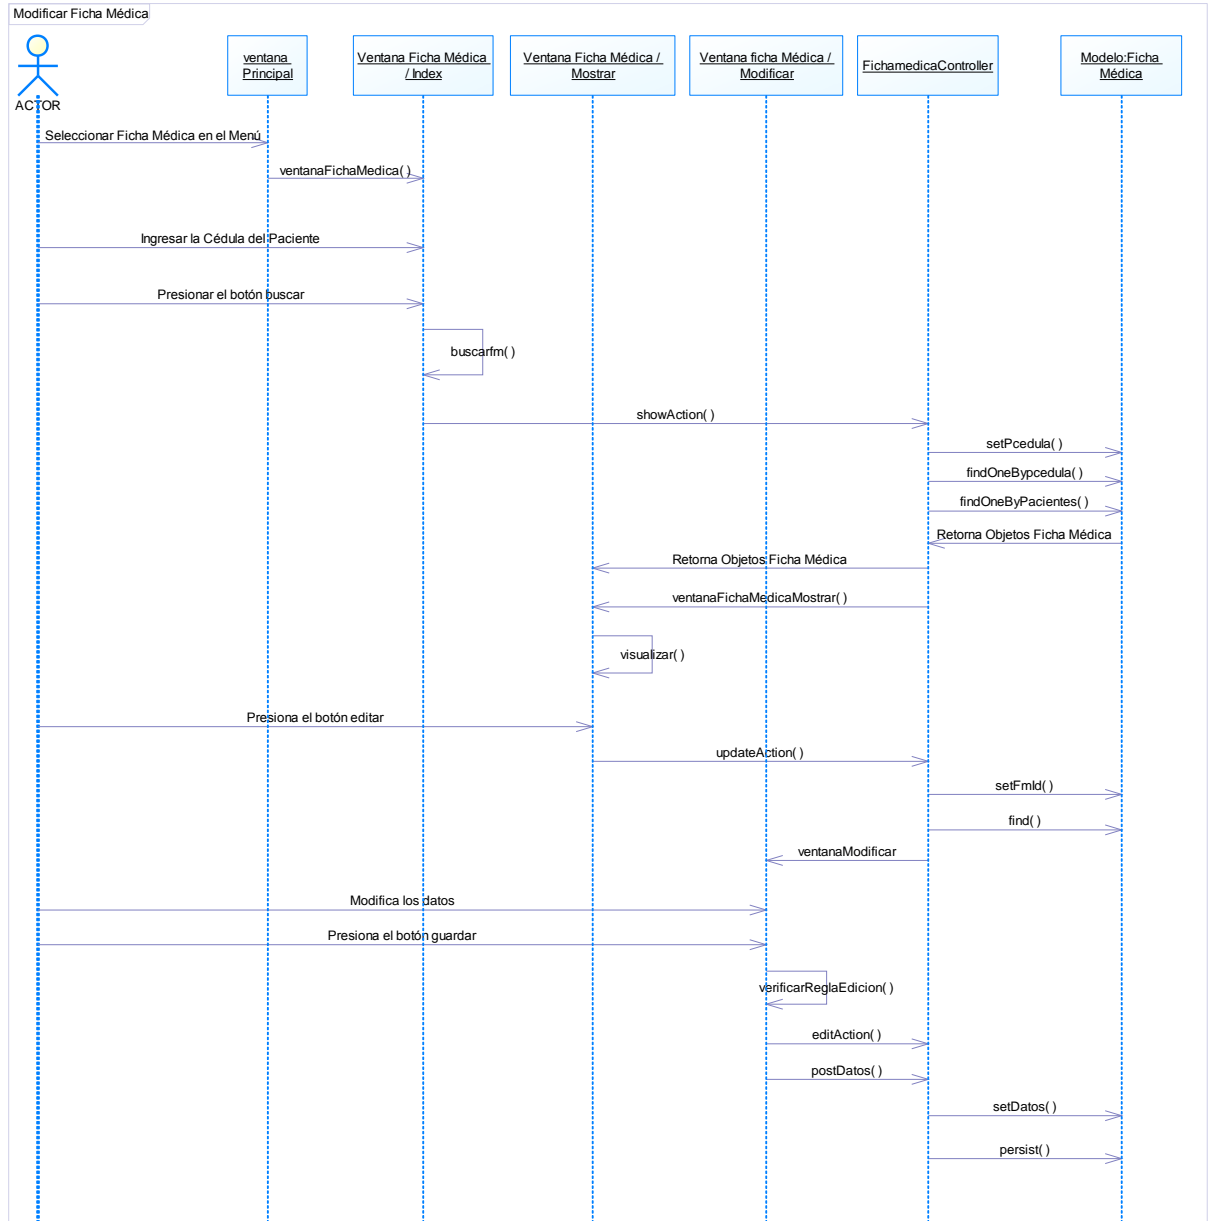 Modificar Ficha Médica
ACTOR
ventana
Principal
Ventana Ficha Médica
/ Index
Ventana Ficha Médica /
Mostrar
Ventana ficha Médica /
Modificar
FichamedicaController
Modelo:Ficha
Médica
Seleccionar Ficha Médica en el Menú
ventanaFichaMedica( )
Ingresar la Cédula del Paciente
Presionar el botón buscar
buscarfm( )
showAction( )
setPcedula( )
findOneBypcedula( )
findOneByPacientes( )
Retorna Objetos Ficha Médica
Retorna Objetos Ficha Médica
ventanaFichaMedicaMostrar( )
visualizar( )
Presiona el botón editar
updateAction( )
setFmId( )
find( )
ventanaModificar
Modifica los datos
Presiona el botón guardar
verificarReglaEdicion( )
editAction( )
postDatos( )
setDatos( )
persist( )